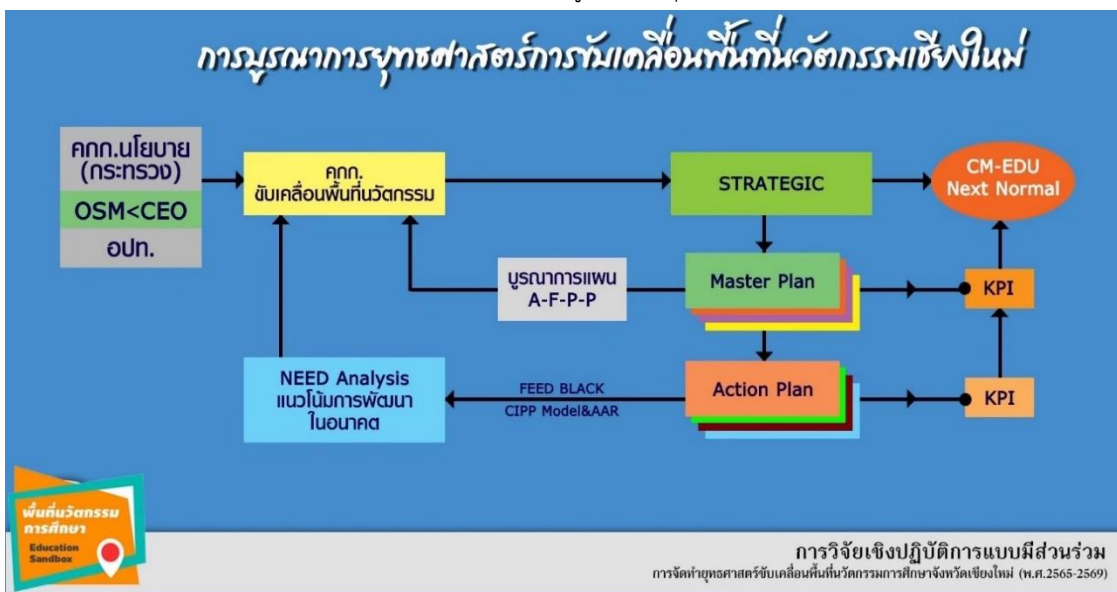 การบูรณาการยุทธศาสตร์การขับเคลื่อนพื้นที่นวัตกรรมเชียงใหม่
คกก.นโยบาย
(กระทรวง)
OSM<CEO
อปท.
คกก.
ขับเคลื่อนพื้นที่นวัตกรรม
STRATEGIC
CM-EDU
Next Normal
บูรณาการแผน
A-F-P-P
Master Plan
KPI
NEED Analysis
แนวโน้มการพัฒนา
ในอนาคต
FEED BLACK
CIPP Model&AAR
Action Plan
KPI
พื้นที่นวัตกรรม
การศึกษา
Education
Sandbox
การวิจัยเชิงปฏิบัติการแบบมีส่วนร่วม
การจัดทำยุทธศาสตร์ขับเคลื่อนพื้นที่นวัตกรรมการศึกษาจังหวัดเชียงใหม่ (พ.ศ.2565-2569)